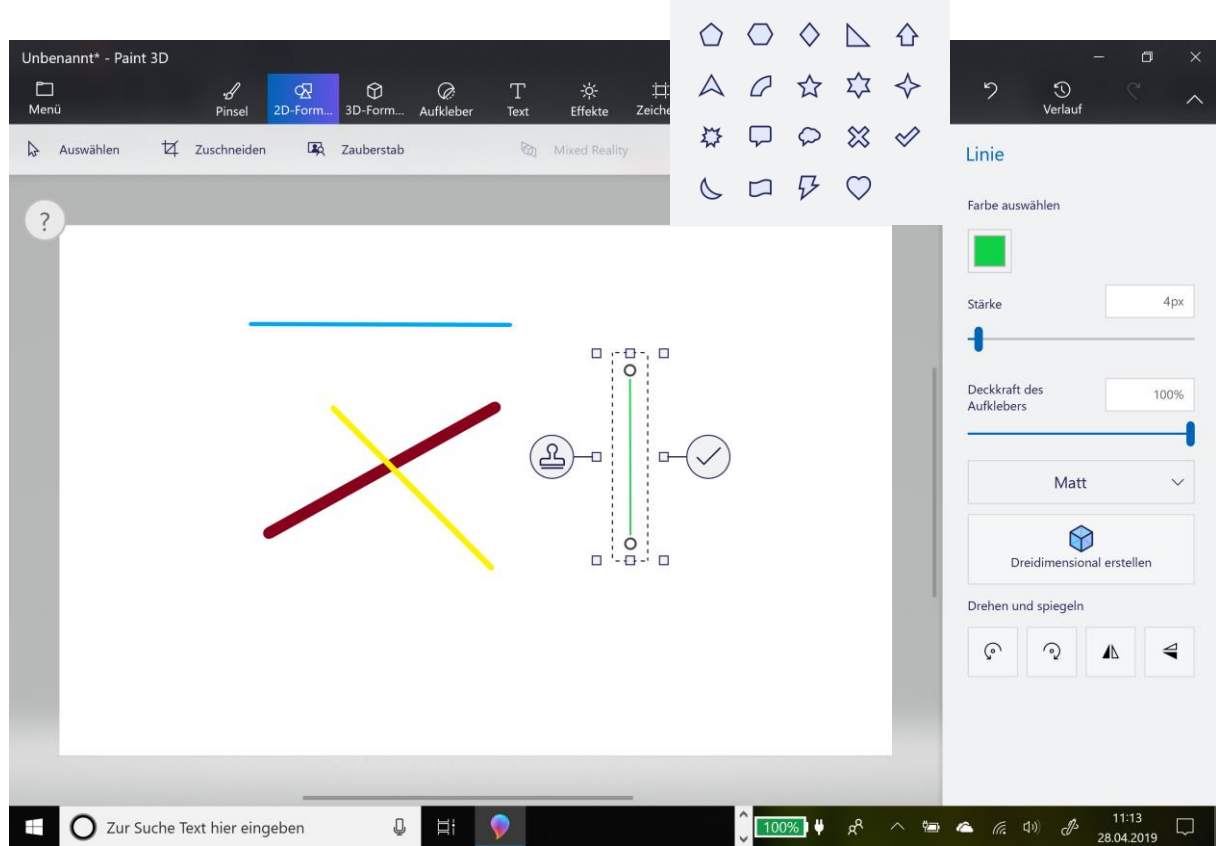 Unbenannt* - Paint 3D
Menü
Pinsel
2D-Form...
3D-Form...
Aufkleber
Text
Effekte
Zeiche
Verlauf
Auswählen
Zuschneiden
Zauberstab
Mixed Reality
Linie
Farbe auswählen
?
Stärke
4px
Deckkraft des
Aufklebers
100%
Matt
Dreidimensional erstellen
Drehen und spiegeln
Zur Suche Text hier eingeben
100%
11:13
28.04.2019